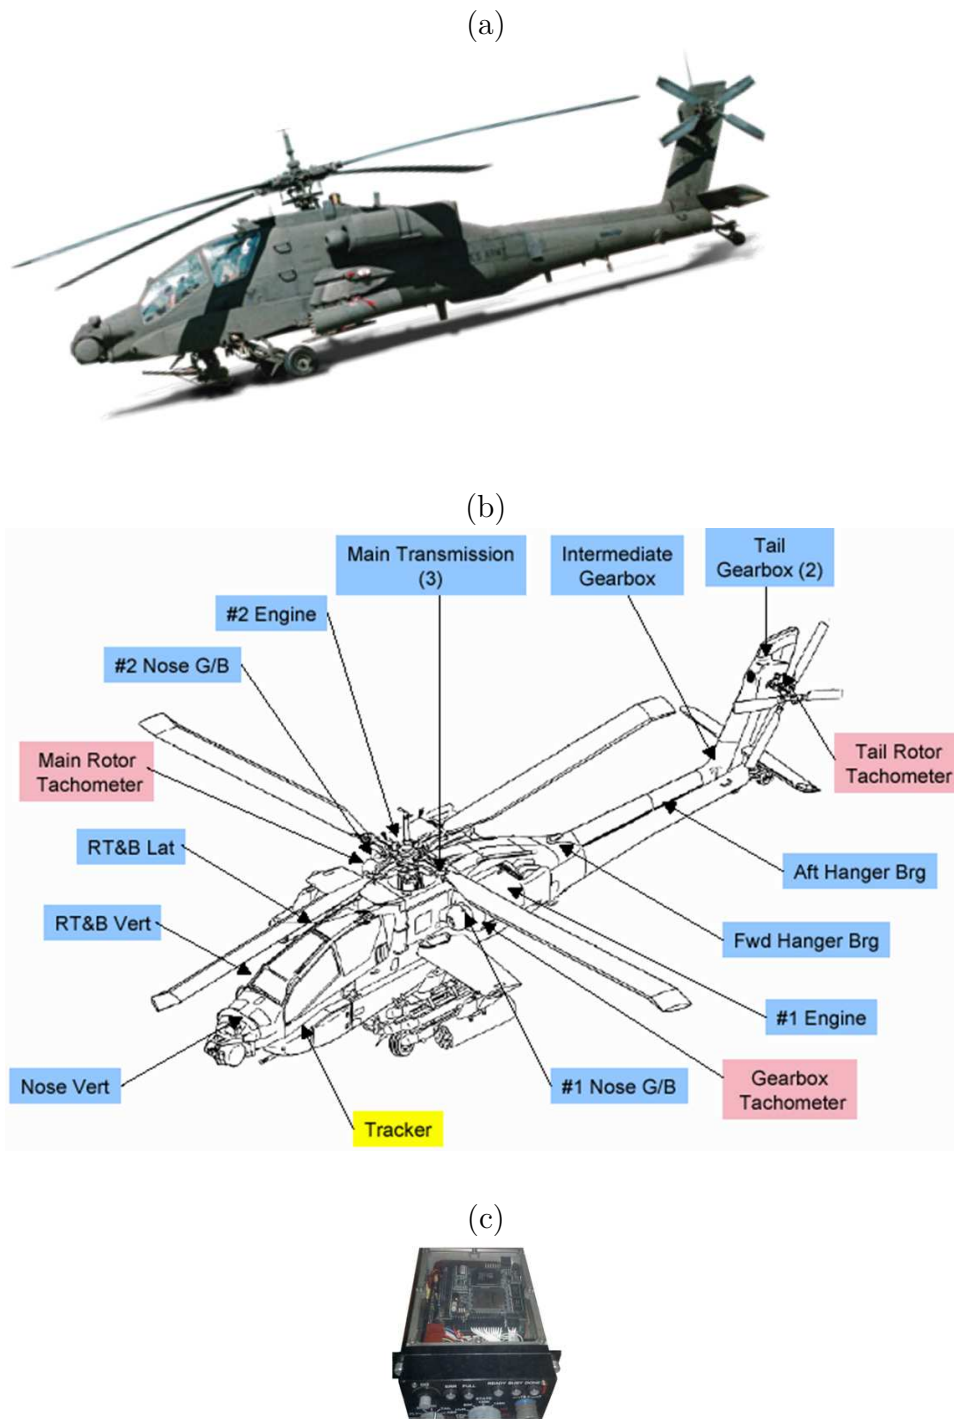 (a)
(b)
Main Transmission
(3)
Intermediate
Gearbox
Tail
Gearbox (2)
#2 Engine
#2 Nose G/B
Main Rotor
Tachometer
Tail Rotor
Tachometer
RT&B Lat
Aft Hanger Brg
RT&B Vert
Fwd Hanger Brg
#1 Engine
Nose Vert
#1 Nose G/B
Gearbox
Tachometer
Tracker
(c)
READY BUSY DONE